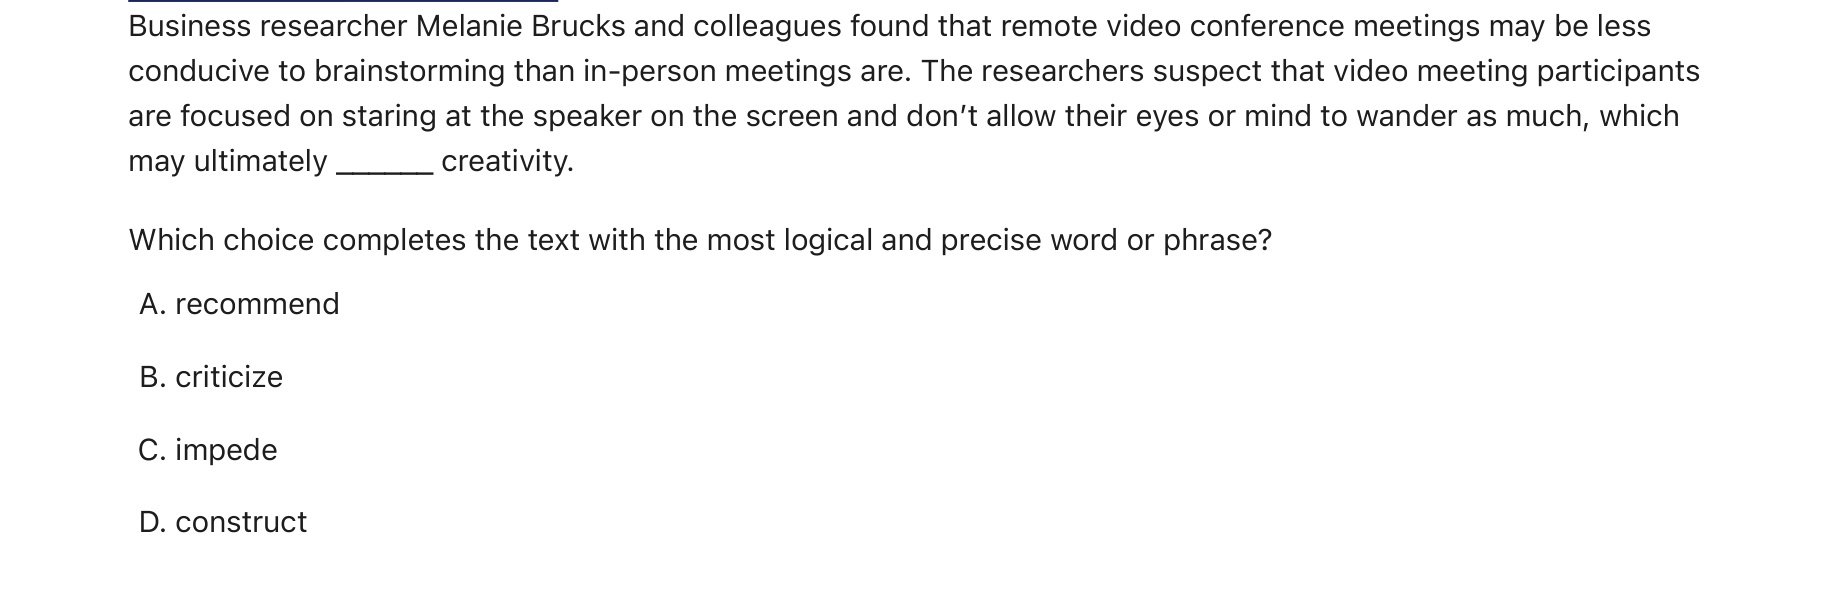 Business researcher Melanie Brucks and colleagues found that remote video conference meetings may be less
conducive to brainstorming than in-person meetings are. The researchers suspect that video meeting participants
are focused on staring at the speaker on the screen and don’t allow their eyes or mind to wander as much, which
may ultimately ______ creativity.
Which choice completes the text with the most logical and precise word or phrase?
A. recommend
B. criticize
C. impede
D. construct